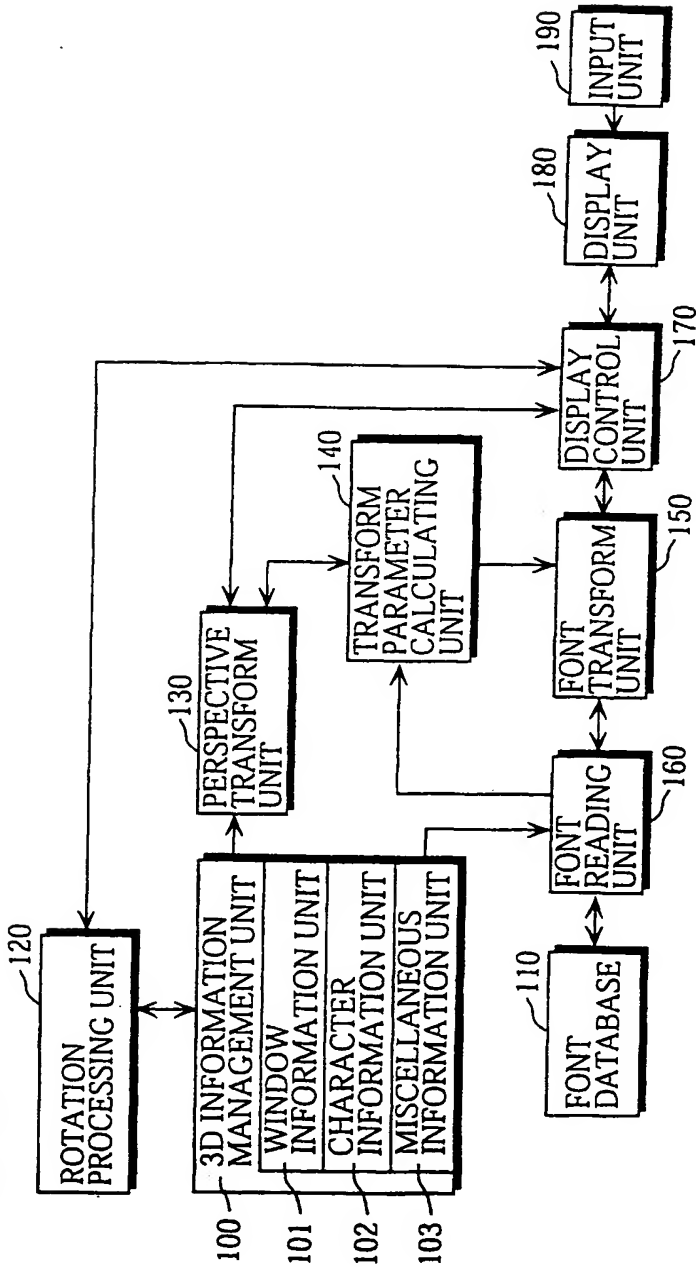 120
ROTATION
PROCESSING UNIT
100
3D INFORMATION
MANAGEMENT UNIT
101
WINDOW
INFORMATION UNIT
102
CHARACTER
INFORMATION UNIT
103
MISCELLANEOUS
INFORMATION UNIT
130
PERSPECTIVE
TRANSFORM
UNIT
140
TRANSFORM
PARAMETER
CALCULATING
UNIT
110
FONT
DATABASE
FONT
READING
UNIT
160
FONT
TRANSFORM
UNIT
150
DISPLAY
CONTROL
UNIT
170
180
DISPLAY
UNIT
190
INPUT
UNIT